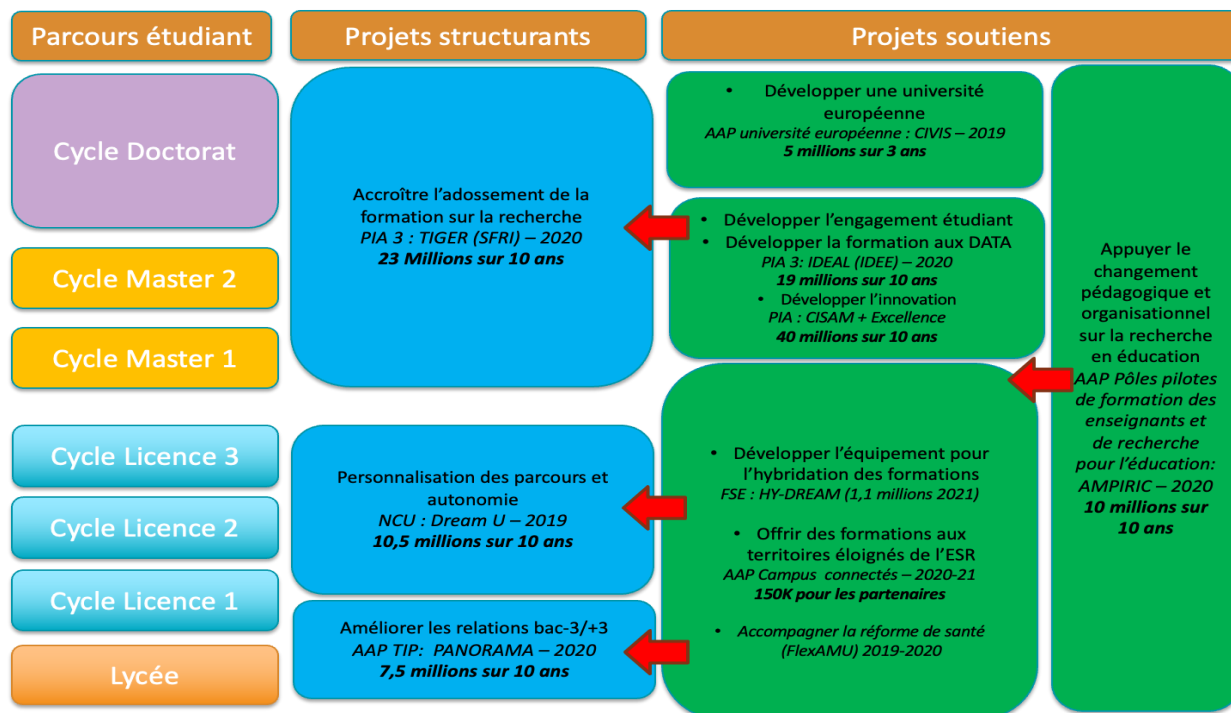 Parcours étudiant
Projets structurants
Projets soutiens
Cycle Doctorat
Cycle Master 2
Cycle Master 1
Cycle Licence 3
Cycle Licence 2
Cycle Licence 1
Lycée
Accroître l’adossement de la
formation sur la recherche
PIA 3 : TIGER (SFRI) – 2020
23 Millions sur 10 ans
Personnalisation des parcours et
autonomie
NCU : Dream U – 2019
10,5 millions sur 10 ans
Améliorer les relations bac-3/+3
AAP TIP: PANORAMA – 2020
7,5 millions sur 10 ans
• Développer une université
européenne
AAP université européenne : CIVIS – 2019
5 millions sur 3 ans
• Développer l’engagement étudiant
• Développer la formation aux DATA
PIA 3: IDEAL (IDEE) – 2020
19 millions sur 10 ans
• Développer l’innovation
PIA : CISAM + Excellence
40 millions sur 10 ans
• Développer l’équipement pour
l’hybridation des formations
FSE : HY-DREAM (1,1 millions 2021)
• Offrir des formations aux
territoires éloignés de l’ESR
AAP Campus connectés – 2020-21
150K pour les partenaires
• Accompagner la réforme de santé
(FlexAMU) 2019-2020
Appuyer le
changement
pédagogique et
organisationnel
sur la recherche
en éducation
AAP Pôles pilotes
de formation des
enseignants et
de recherche
pour l’éducation:
AMPIRIC – 2020
10 millions sur
10 ans